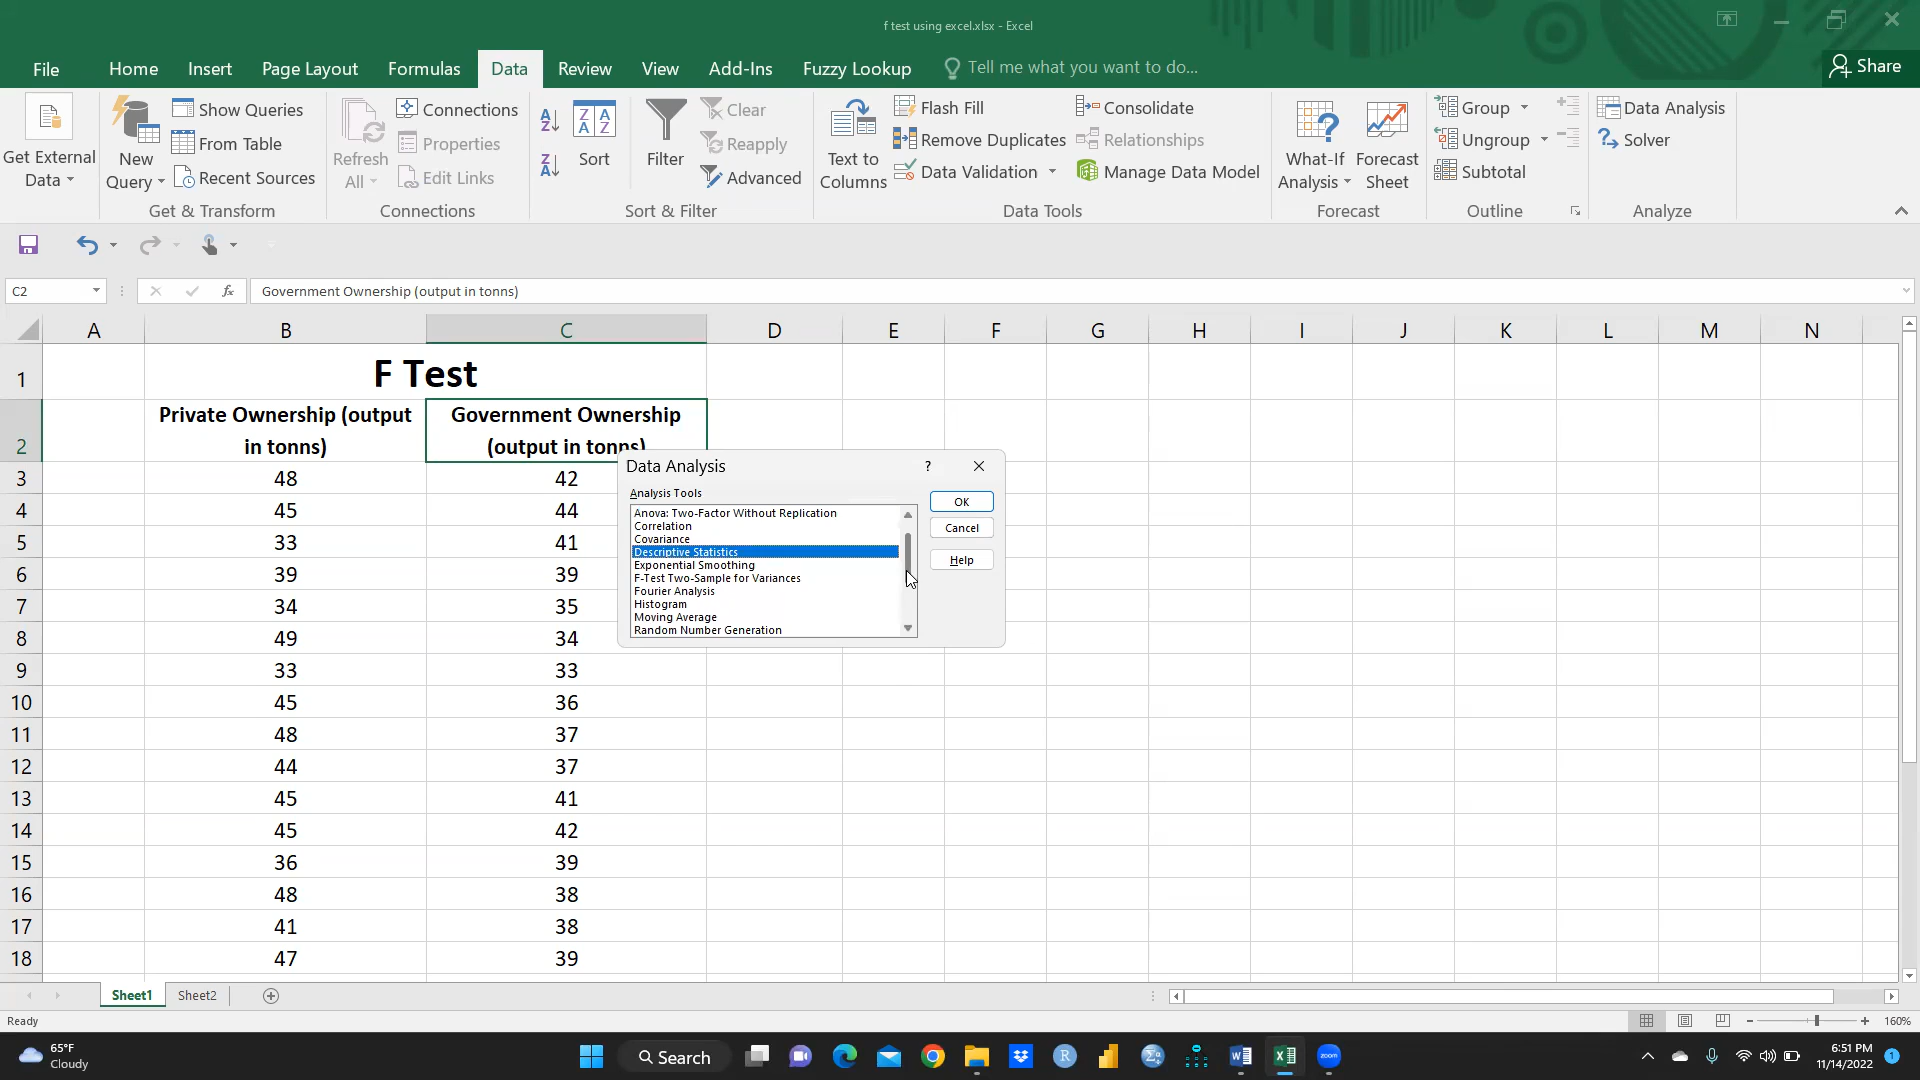 f test using excel.xlsx - Excel
File Home Insert Page Layout Formulas Data Review View Add-Ins Fuzzy Lookup Tell me what you want to do... Share
Get External
Data
New
Query
Show Queries
From Table
Recent Sources
Get & Transform
Refresh
All
Connections
Properties
Edit Links
Connections
Sort
Filter
Clear
Reapply
Advanced
Sort & Filter
Text to
Columns
Flash Fill
Remove Duplicates
Data Validation
Consolidate
Relationships
Manage Data Model
Data Tools
What-If
Analysis
Forecast
Sheet
Forecast
Group
Ungroup
Subtotal
Outline
Data Analysis
Solver
Analyze
C2 fx Government Ownership (output in tonns)
A B C D E F G H I J K L M N
1 F Test
Private Ownership (output Government Ownership
2 in tonns) (output in tonns)
3 48 42
4 45 44
5 33 41
6 39 39
7 34 35
8 49 34
9 33 33
10 45 36
11 48 37
12 44 37
13 45 41
14 45 42
15 36 39
16 48 38
17 41 38
18 47 39
Data Analysis ?
Analysis Tools
Anova: Two-Factor Without Replication
Correlation
Covariance
Descriptive Statistics
Exponential Smoothing
F-Test Two-Sample for Variances
Fourier Analysis
Histogram
Moving Average
Random Number Generation
OK
Cancel
Help
Sheet1 Sheet2
Ready 160%
65°F
Cloudy
Search
zoom
6:51 PM
11/14/2022
1